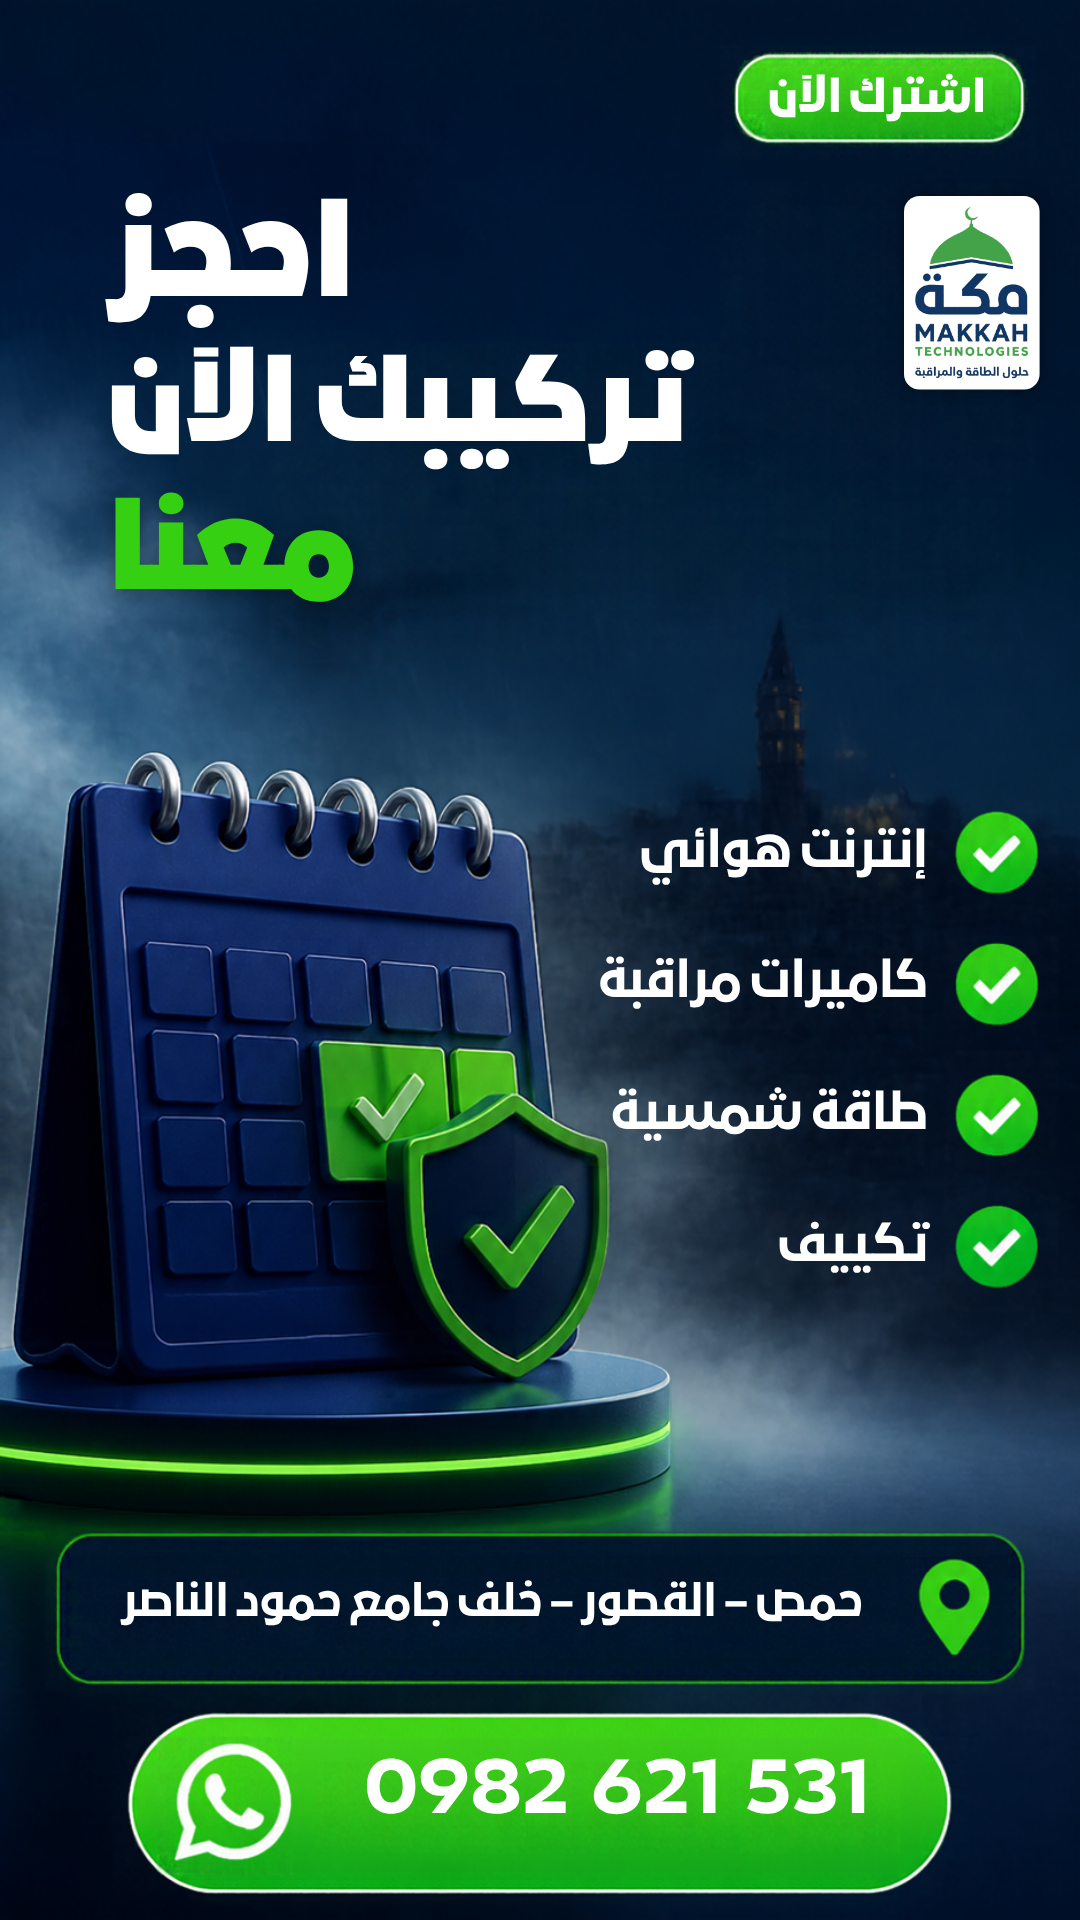 اشترك الآن
احجز
تركيبك الآن
معنا
مكة
MAKKAH
TECHNOLOGIES
حلول الطاقة والمراقبة
إنترنت هوائي
كاميرات مراقبة
طاقة شمسية
تكييف
حمص – القصور – خلف جامع حمود الناصر
0982 621 531